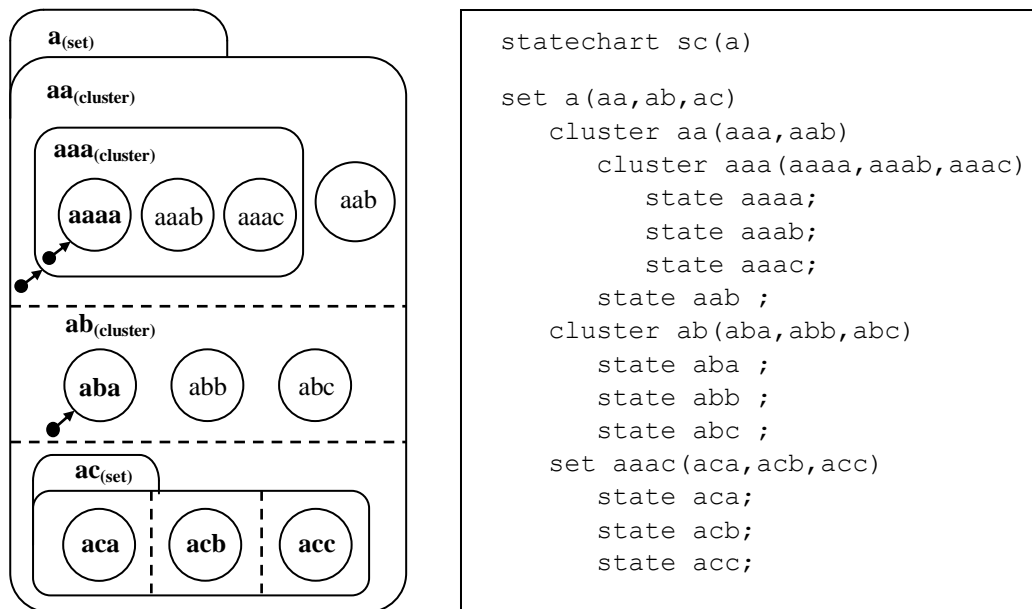 a(set)
aa(cluster)
aaa(cluster)
aaaa aaab aaac aab
ab(cluster)
aba abb abc
ac(set)
aca acb acc
statechart sc(a)
set a(aa,ab,ac)
cluster aa(aaa,aab)
cluster aaa(aaaa,aaab,aaac)
state aaaa;
state aaab;
state aaac;
state aab ;
cluster ab(aba,abb,abc)
state aba ;
state abb ;
state abc ;
set aaac(aca,acb,acc)
state aca;
state acb;
state acc;